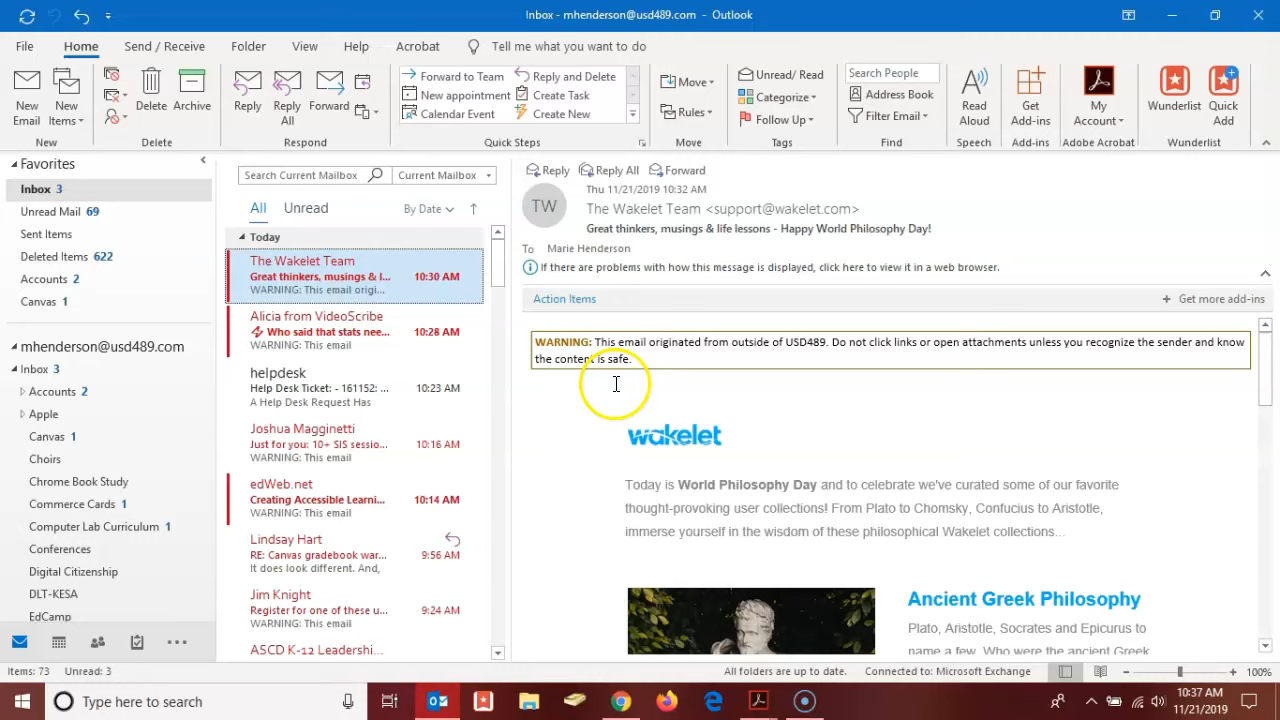 Inbox - mhenderson@usd489.com - Outlook
File Home Send / Receive Folder View Help Acrobat Tell me what you want to do
New Email
New Items
New
Delete
Archive
Delete
Reply
Reply All
Forward
Respond
Forward to Team
New appointment
Calendar Event
Reply and Delete
Create Task
Create New
Quick Steps
Move
Rules
Move
Unread/ Read
Categorize
Follow Up
Tags
Search People
Address Book
Filter Email
Find
Read Aloud
Speech
Get Add-ins
Add-ins
My Account
Adobe Acrobat
Wunderlist
Quick Add
Wunderlist
Favorites
Inbox 3
Unread Mail 69
Sent Items
Deleted Items 622
Accounts 2
Canvas 1
mhenderson@usd489.com
Inbox 3
Accounts 2
Apple
Canvas 1
Choirs
Chrome Book Study
Commerce Cards 1
Computer Lab Curriculum 1
Conferences
Digital Citizenship
DLT-KESA
EdCamp
Search Current Mailbox
Current Mailbox
All Unread
By Date
Today
The Wakelet Team
Great thinkers, musings & l... 10:30 AM
WARNING: This email origi...
Alicia from VideoScribe
Who said that stats nee... 10:28 AM
WARNING: This email
helpdesk
Help Desk Ticket: - 161152: ... 10:23 AM
A Help Desk Request Has
Joshua Magginetti
Just for you: 10+ SIS sessio... 10:16 AM
WARNING: This email
edWeb.net
Creating Accessible Learni... 10:14 AM
WARNING: This email
Lindsay Hart
RE: Canvas gradebook war... 9:56 AM
It does look different. And,
Jim Knight
Register for one of these u... 9:24 AM
WARNING: This email
ASCD K-12 Leadershi...
Reply Reply All Forward
Thu 11/21/2019 10:32 AM
TW
The Wakelet Team <support@wakelet.com>
Great thinkers, musings & life lessons - Happy World Philosophy Day!
To Marie Henderson
If there are problems with how this message is displayed, click here to view it in a web browser.
Action Items
+ Get more add-ins
WARNING: This email originated from outside of USD489. Do not click links or open attachments unless you recognize the sender and know
the content is safe.
wakelet
Today is World Philosophy Day and to celebrate we've curated some of our favorite
thought-provoking user collections! From Plato to Chomsky, Confucius to Aristotle,
immerse yourself in the wisdom of these philosophical Wakelet collections...
Ancient Greek Philosophy
Plato, Aristotle, Socrates and Epicurus to
name a few. Who were the ancient Greek
Items: 73 Unread: 3
All folders are up to date. Connected to: Microsoft Exchange
100%
Type here to search
10:37 AM
11/21/2019